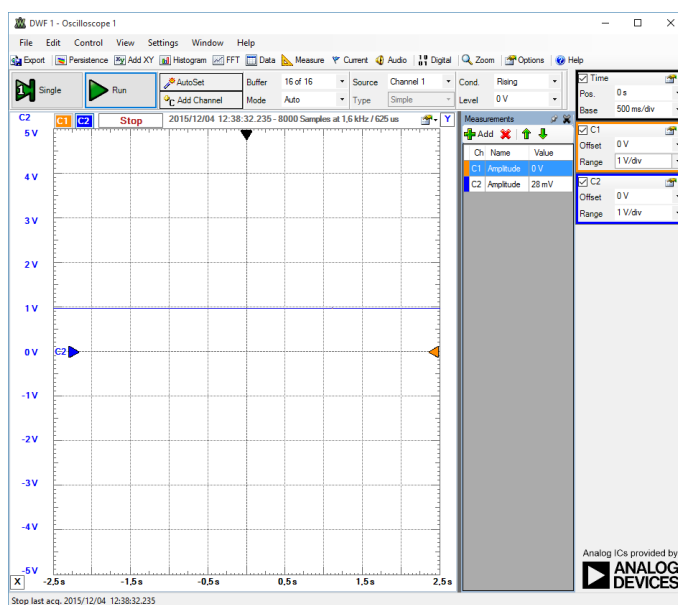 DWF 1 - Oscilloscope 1
File Edit Control View Settings Window Help
Export Persistence Add XY Histogram FFT Data Measure Current Audio Digital Zoom Options Help
Single Run AutoSet Buffer 16 of 16 Source Channel 1 Cond. Rising
Add Channel Mode Auto Type Simple Level 0 V
C2 C1 C2 Stop 2015/12/04 12:38:32.235 - 8000 Samples at 1,6 kHz / 625 us Y
5 V
4 V
3 V
2 V
1 V
0 V C2
-1 V
-2 V
-3 V
-4 V
-5 V
X -2,5 s -1,5 s -0,5 s 0,5 s 1,5 s 2,5 s
Measurements
Add
Ch Name Value
C1 Amplitude 0 V
C2 Amplitude 28 mV
Time
Pos. 0 s
Base 500 ms/div
C1
Offset 0 V
Range 1 V/div
C2
Offset 0 V
Range 1 V/div
Analog ICs provided by
ANALOG
DEVICES
Stop last acq. 2015/12/04 12:38:32.235